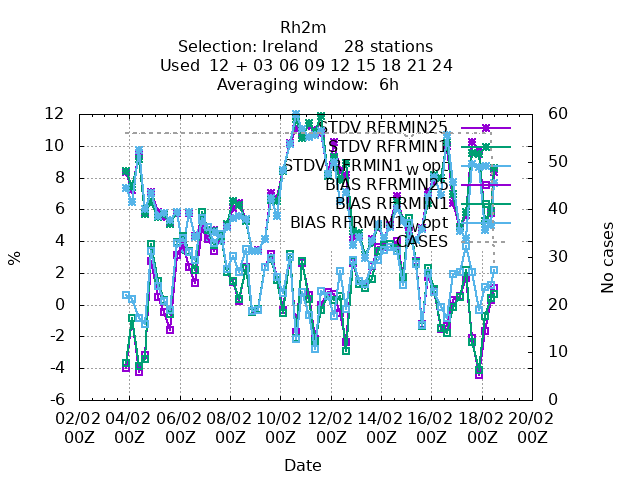 Rh2m
Selection: Ireland 28 stations
Used 12 + 03 06 09 12 15 18 21 24
Averaging window: 6h
12
10
8
6
4
2
0
-2
-4
-6
%
60
50
40
30
20
10
0
No cases
STDV RFRMIN25
STDV RFRMIN1
STDV RFRMIN1_W opt
BIAS RFRMIN25
BIAS RFRMIN1
BIAS RFRMIN1_W opt
CASES
02/02 04/02 06/02 08/02 10/02 12/02 14/02 16/02 18/02 20/02
00Z 00Z 00Z 00Z 00Z 00Z 00Z 00Z 00Z 00Z
Date